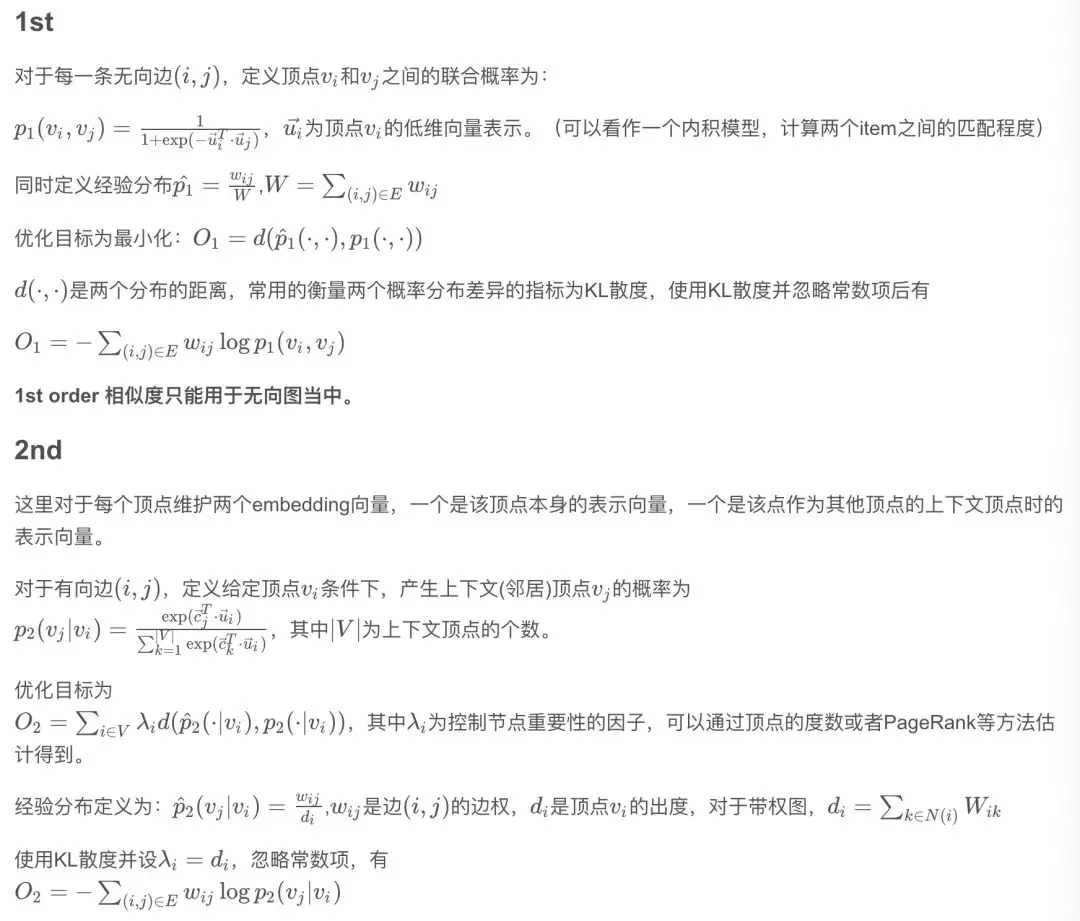 1st
对于每一条无向边$(i,j)$，定义顶点$v_i$和$v_j$之间的联合概率为：
$p_1(v_i,v_j)=\frac{1}{1+\exp(-\vec{u}_i^T\cdot\vec{u}_j)}$，$\vec{u}_i$为顶点$v_i$的低维向量表示。（可以看作一个内积模型，计算两个item之间的匹配程度）
同时定义经验分布$\hat{p_1}=\frac{w_{ij}}{W}$,$W=\sum_{(i,j)\in E}w_{ij}$
优化目标为最小化：$O_1=d(\hat{p}_1(\cdot,\cdot),p_1(\cdot,\cdot))$
$d(\cdot,\cdot)$是两个分布的距离，常用的衡量两个概率分布差异的指标为KL散度，使用KL散度并忽略常数项后有
$O_1=-\sum_{(i,j)\in E}w_{ij}\log p_1(v_i,v_j)$
1st order 相似度只能用于无向图当中。
2nd
这里对于每个顶点维护两个embedding向量，一个是该顶点本身的表示向量，一个是该点作为其他顶点的上下文顶点时的
表示向量。
对于有向边$(i,j)$，定义给定顶点$v_i$条件下，产生上下文(邻居)顶点$v_j$的概率为
$p_2(v_j|v_i)=\frac{\exp(\vec{c}_j^T\cdot\vec{u}_i)}{\sum_{k=1}^{|V|}\exp(\vec{c}_k^T\cdot\vec{u}_i)}$，其中$|V|$为上下文顶点的个数。
优化目标为
$O_2=\sum_{i\in V}\lambda_i d(\hat{p}_2(\cdot|v_i),p_2(\cdot|v_i))$，其中$\lambda_i$为控制节点重要性的因子，可以通过顶点的度数或者PageRank等方法估
计得到。
经验分布定义为：$\hat{p}_2(v_j|v_i)=\frac{w_{ij}}{d_i}$,$w_{ij}$是边$(i,j)$的边权，$d_i$是顶点$v_i$的出度，对于带权图，$d_i=\sum_{k\in N(i)}W_{ik}$
使用KL散度并设$\lambda_i=d_i$，忽略常数项，有
$O_2=-\sum_{(i,j)\in E}w_{ij}\log p_2(v_j|v_i)$